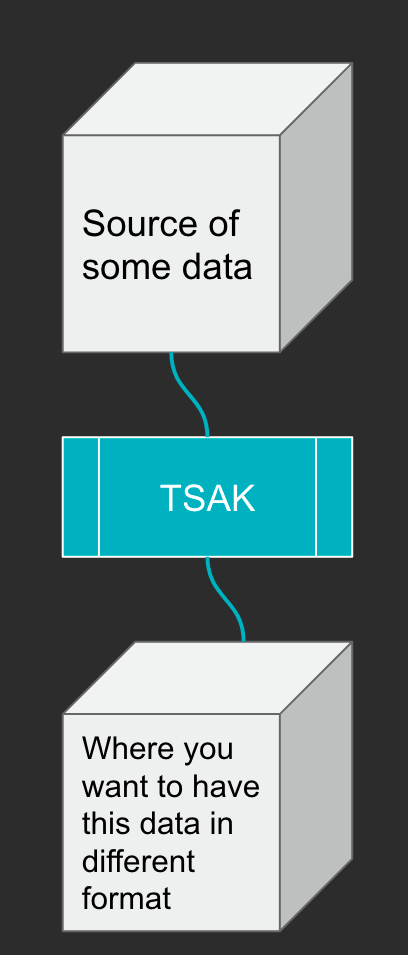 Source of
some data
TSAK
Where you
want to have
this data in
different
format